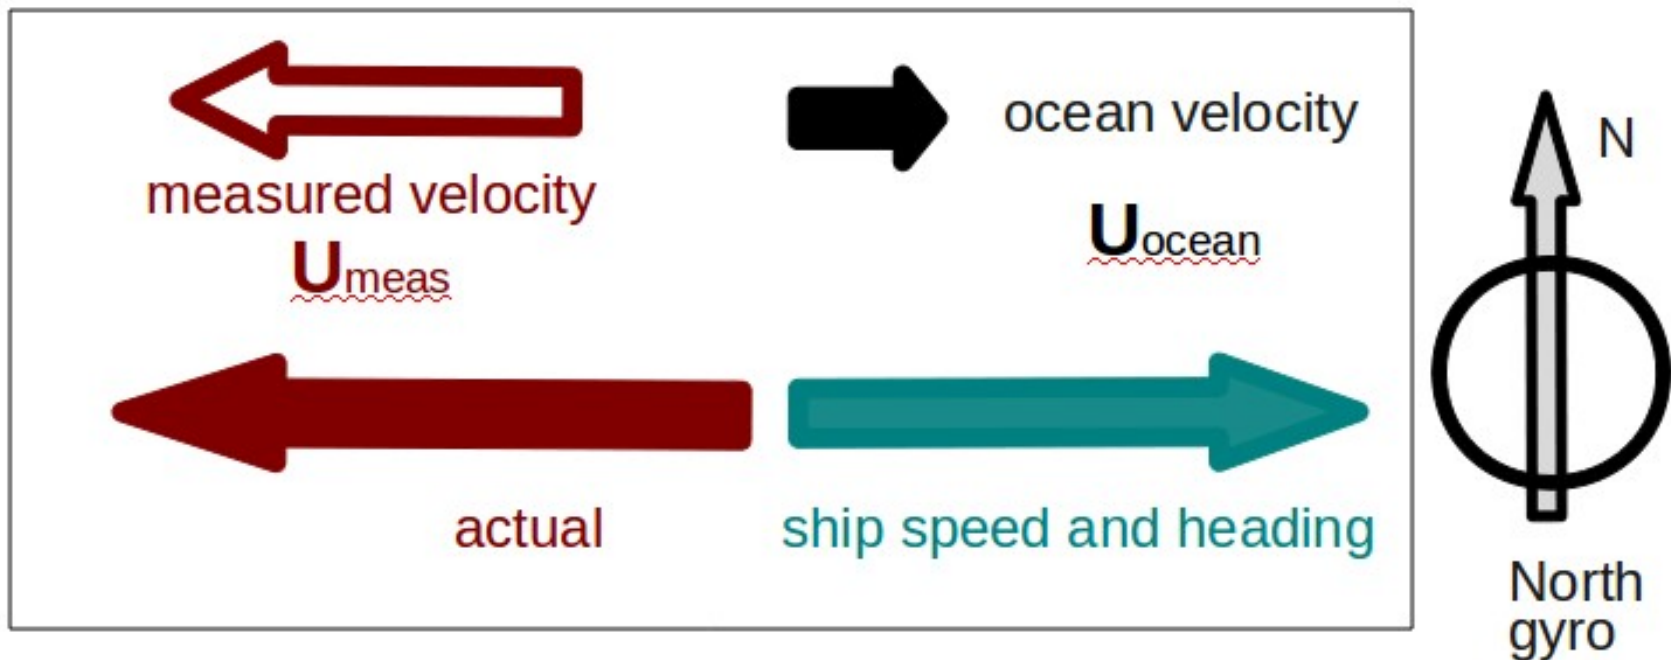 measured velocity
Umeas
ocean velocity
Uocean
actual
ship speed and heading
N
North
gyro